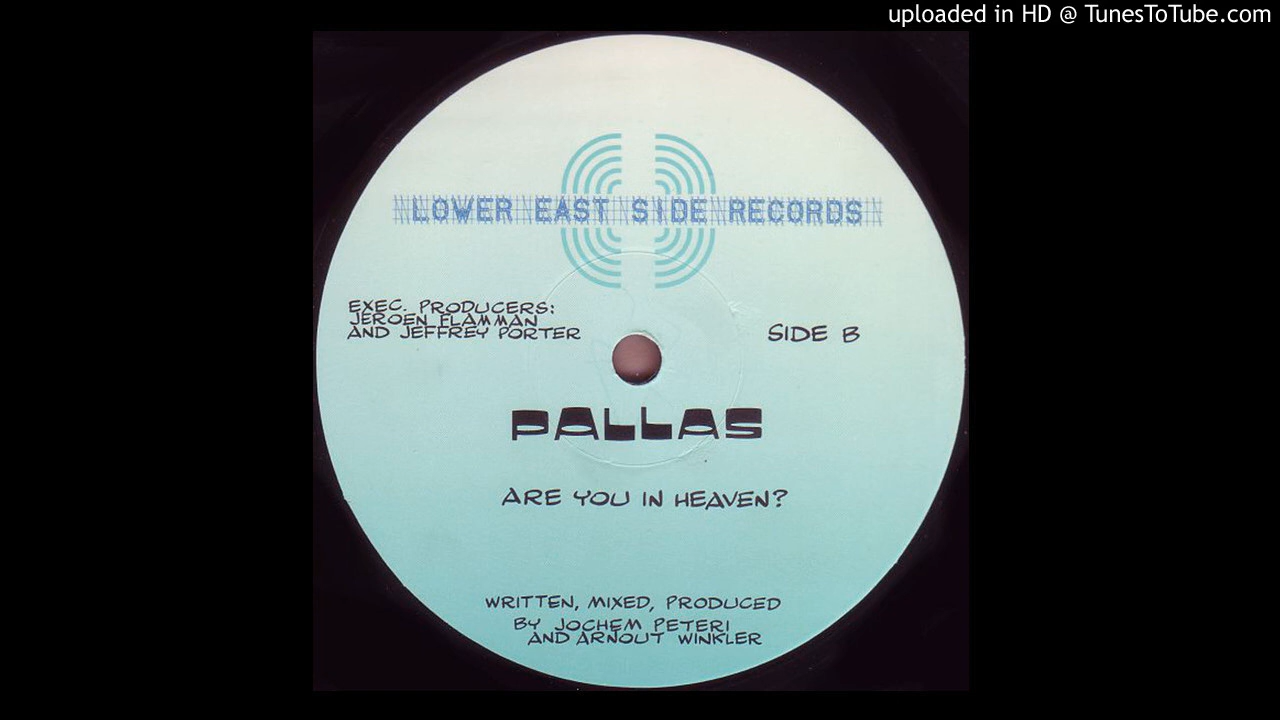 uploaded in HD @ TunesToTube.com
LOWER EAST SIDE RECORDS
EXEC. PRODUCERS:
JEROEN FLAMMAN
AND JEFFREY PORTER
SIDE B
PALLAS
ARE YOU IN HEAVEN?
WRITTEN, MIXED, PRODUCED
BY JOCHEM PETERI
AND ARNOUT WINKLER